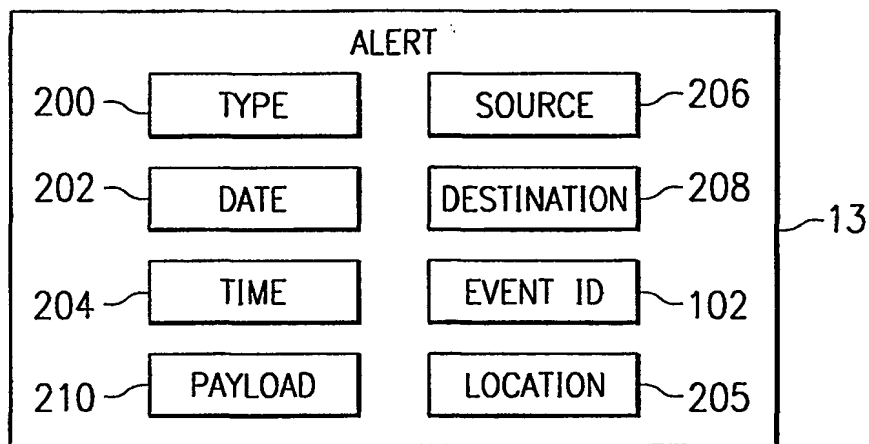 ALERT
200 TYPE SOURCE 206
202 DATE DESTINATION 208
13
204 TIME EVENT ID 102
210 PAYLOAD LOCATION 205